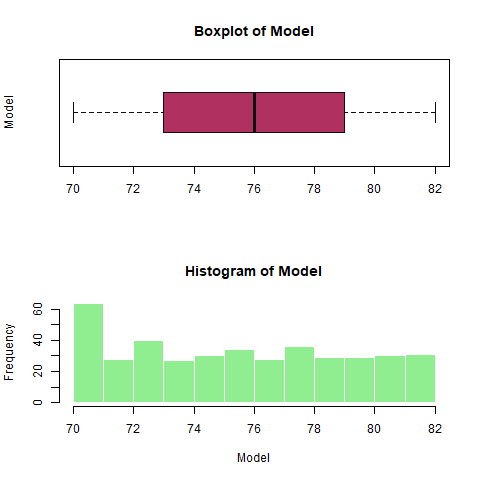 Boxplot of Model
Model
70 72 74 76 78 80 82
Histogram of Model
Frequency
0 20 40 60
70 72 74 76 78 80 82
Model